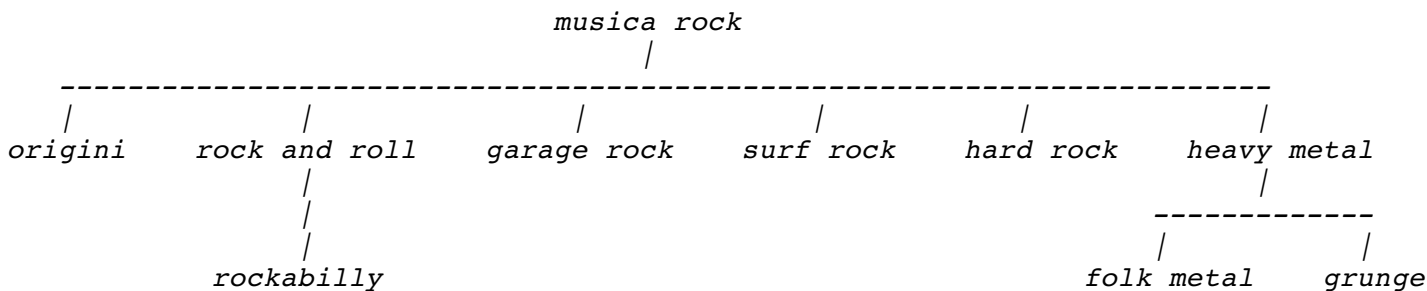 musica rock
origini rock and roll garage rock surf rock hard rock heavy metal
rockabilly folk metal grunge